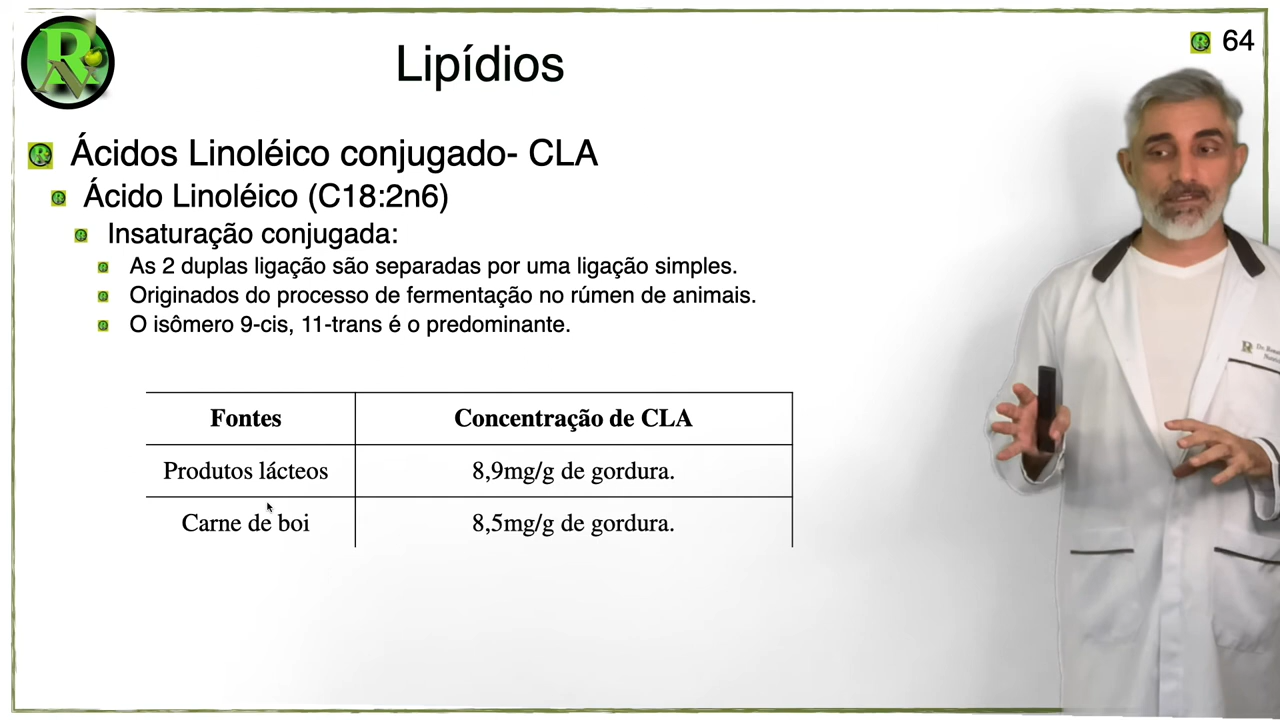 64
Lipídios
Ácidos Linoléico conjugado- CLA
Ácido Linoléico (C18:2n6)
Insaturação conjugada:
As 2 duplas ligação são separadas por uma ligação simples.
Originados do processo de fermentação no rúmen de animais.
O isômero 9-cis, 11-trans é o predominante.
Fontes Concentração de CLA
Produtos lácteos 8,9mg/g de gordura.
Carne de boi 8,5mg/g de gordura.